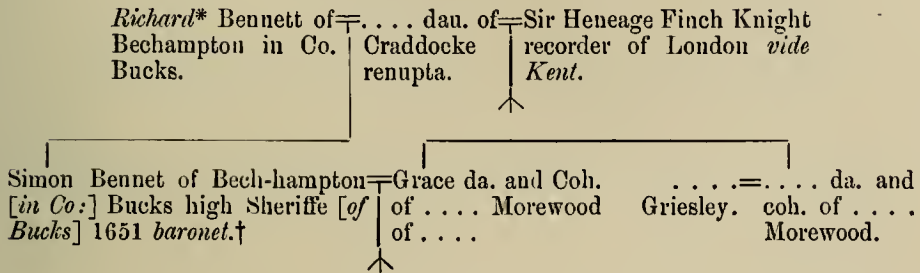 Richard* Bennett of=. . . . dau. of=Sir Heneage Finch Knight
Bechampton in Co. Craddocke recorder of London vide
Bucks. renupta. Kent.
Simon Bennet of Bech-hampton=Grace da. and Coh. . . . .=. . . . da. and
[in Co:] Bucks high Sheriffe [of of . . . . Morewood Griesley. coh. of . . . .
Bucks] 1651 baronet.† of . . . . Morewood.